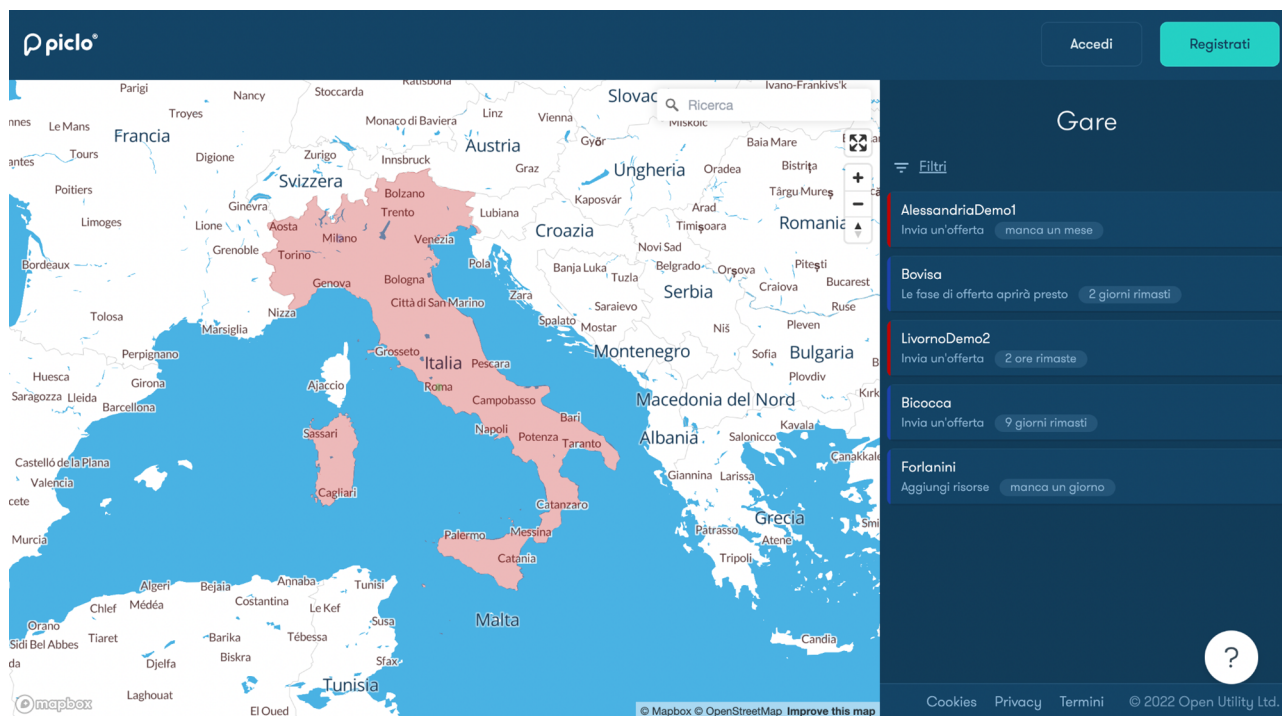 piclo®
Accedi
Registrati
Ricerca
Gare
Filtri
AlessandriaDemo1
Invia un'offerta manca un mese
Bovisa
Le fase di offerta aprirà presto 2 giorni rimasti
LivornoDemo2
Invia un'offerta 2 ore rimaste
Bicocca
Invia un'offerta 9 giorni rimasti
Forlanini
Aggiungi risorse manca un giorno
?
Cookies Privacy Termini © 2022 Open Utility Ltd.
Parigi
Nancy
Stoccarda
Ratisbona
Slovac
Ivano-Frankivs'k
Troyes
Le Mans
Francia
Monaco di Baviera
Linz
Vienna
Miskolc
Győr
Baia Mare
Austria
Tours
antes
nnes
Digione
Zurigo
Innsbruck
Graz
Ungheria
Oradea
Bistrița
Svizzera
Poitiers
Bolzano
Kaposvár
Târgu Mureș
Ginevra
Trento
Lubiana
Arad
Limoges
Lione
Aosta
Milano
Venezia
Croazia
Timișoara
Romania
Grenoble
Torino
Novi Sad
Bordeaux
Pola
Banja Luka
Tuzla
Belgrado
Orșova
Pitești
Genova
Bologna
Serbia
Craiova
Bucarest
Città di San Marino
Zara
Saraievo
Ruse
Nizza
Tolosa
Marsiglia
Spalato
Mostar
Niš
Pleven
Perpignano
Grosseto
Italia
Pescara
Montenegro
Sofia
Bulgaria
Huesca
Girona
Ajaccio
Roma
Plovdiv
Saragozza
Lleida
Barcellona
Campobasso
Macedonia del Nord
Kırk
Sassari
Napoli
Potenza
Bari
Taranto
Albania
Salonicco
Kavala
Çanakkale
Castelló de la Plana
Valencia
Giannina
Larissa
cete
Cagliari
Catanzaro
Murcia
Palermo
Messina
Patrasso
Grecia
Atene
Smi
Catania
Tripoli
Algeri
Bejaia
Annaba
Tunisi
Chlef
Médéa
Costantina
Le Kef
Malta
Orano
Tiaret
Barika
Tébessa
Susa
Candia
Sidi Bel Abbes
da
Djelfa
Biskra
Sfax
Tunisia
Laghouat
El Oued
mapbox
© Mapbox © OpenStreetMap Improve this map